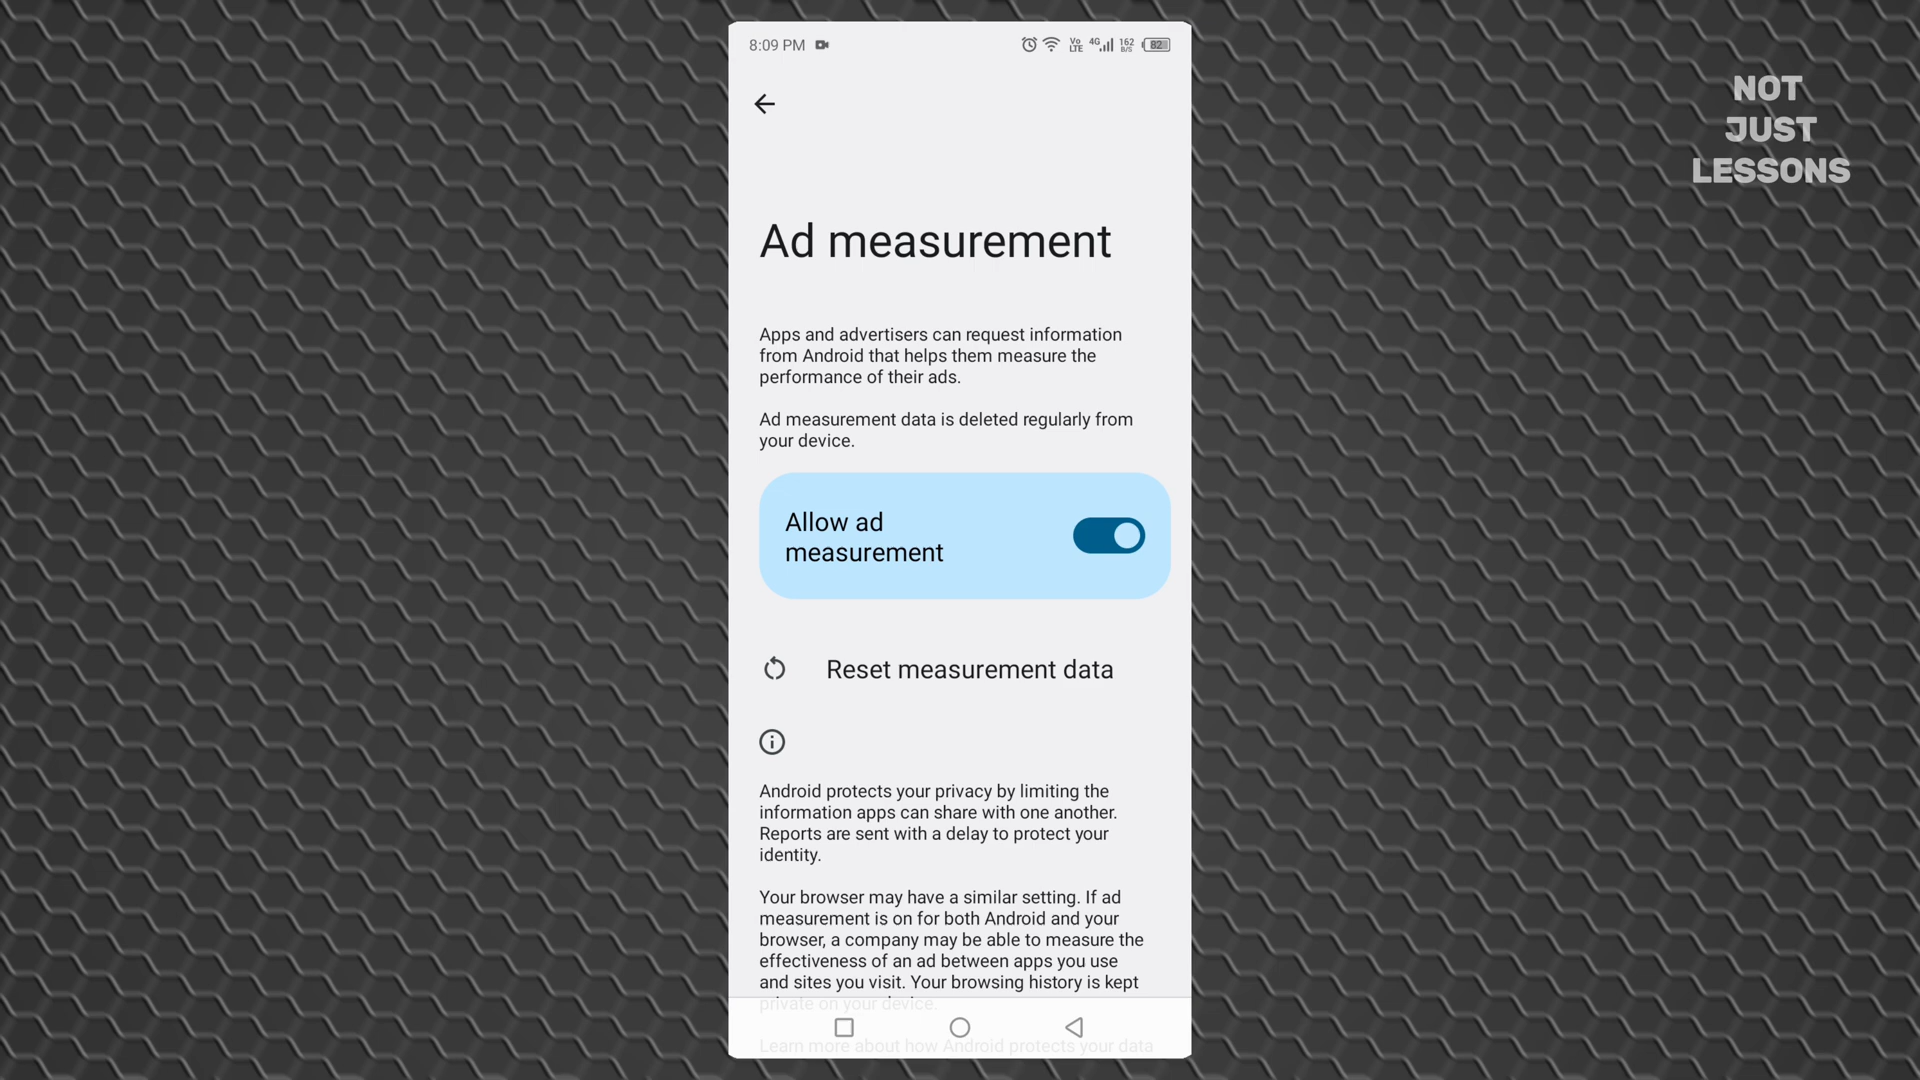 8:09 PM
Vo
LTE
4G
162
B/S
82
NOT
JUST
LESSONS
Ad measurement
Apps and advertisers can request information
from Android that helps them measure the
performance of their ads.
Ad measurement data is deleted regularly from
your device.
Allow ad
measurement
Reset measurement data
Android protects your privacy by limiting the
information apps can share with one another.
Reports are sent with a delay to protect your
identity.
Your browser may have a similar setting. If ad
measurement is on for both Android and your
browser, a company may be able to measure the
effectiveness of an ad between apps you use
and sites you visit. Your browsing history is kept
private on your device.
Learn more about how Android protects your data